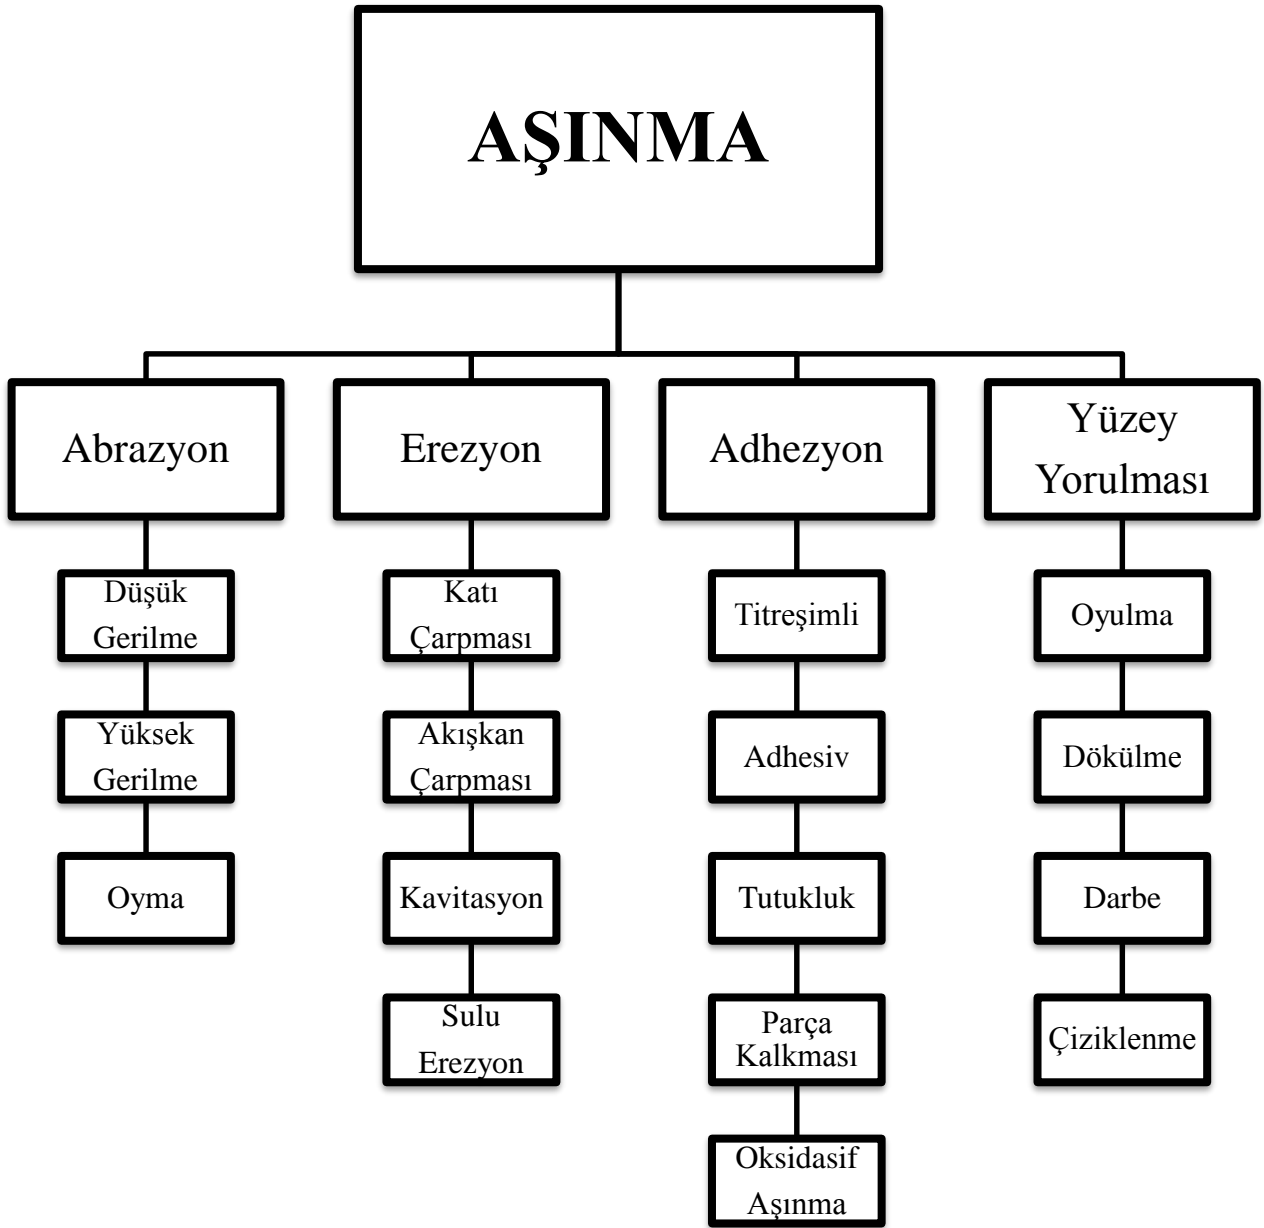 AŞINMA
Abrazyon
Düşük
Gerilme
Yüksek
Gerilme
Oyma
Erezyon
Katı
Çarpması
Akışkan
Çarpması
Kavitasyon
Sulu
Erezyon
Adhezyon
Titreşimli
Adhesiv
Tutukluk
Parça
Kalkması
Oksidasif
Aşınma
Yüzey
Yorulması
Oyulma
Dökülme
Darbe
Çiziklenme